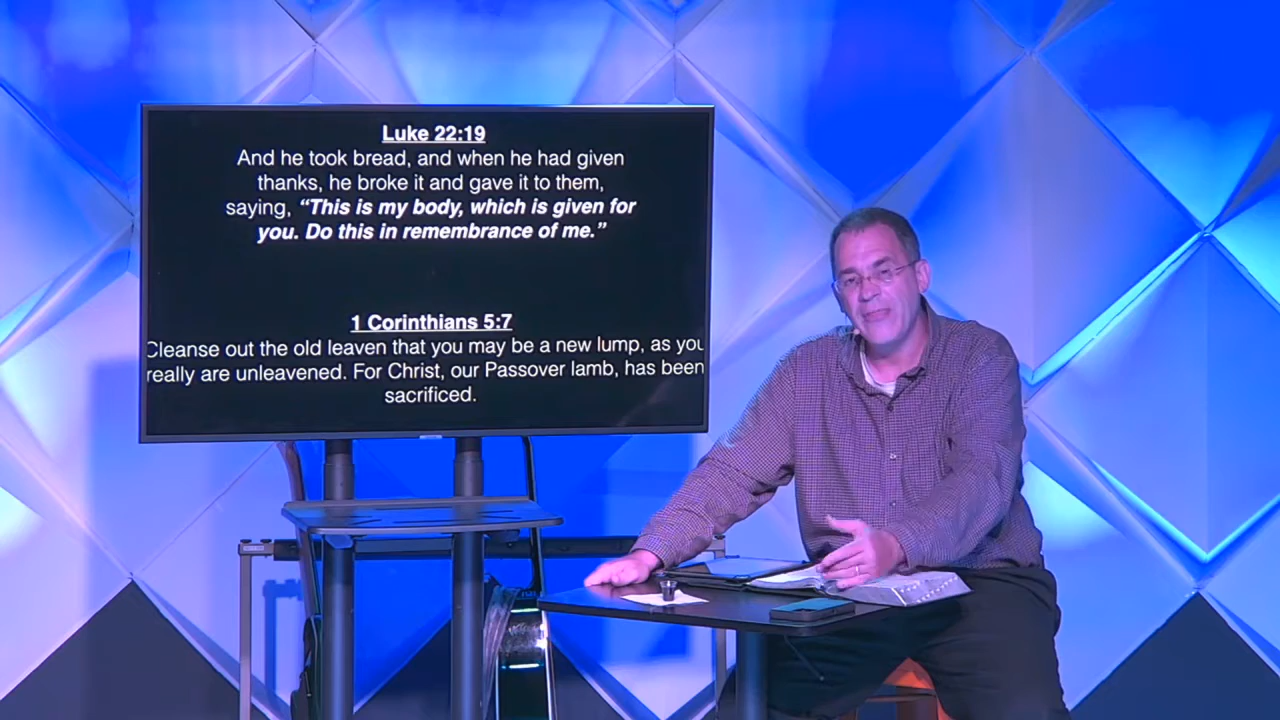 Luke 22:19
And he took bread, and when he had given
thanks, he broke it and gave it to them,
saying, “This is my body, which is given for
you. Do this in remembrance of me.”
1 Corinthians 5:7
Cleanse out the old leaven that you may be a new lump, as you
really are unleavened. For Christ, our Passover lamb, has been
sacrificed.